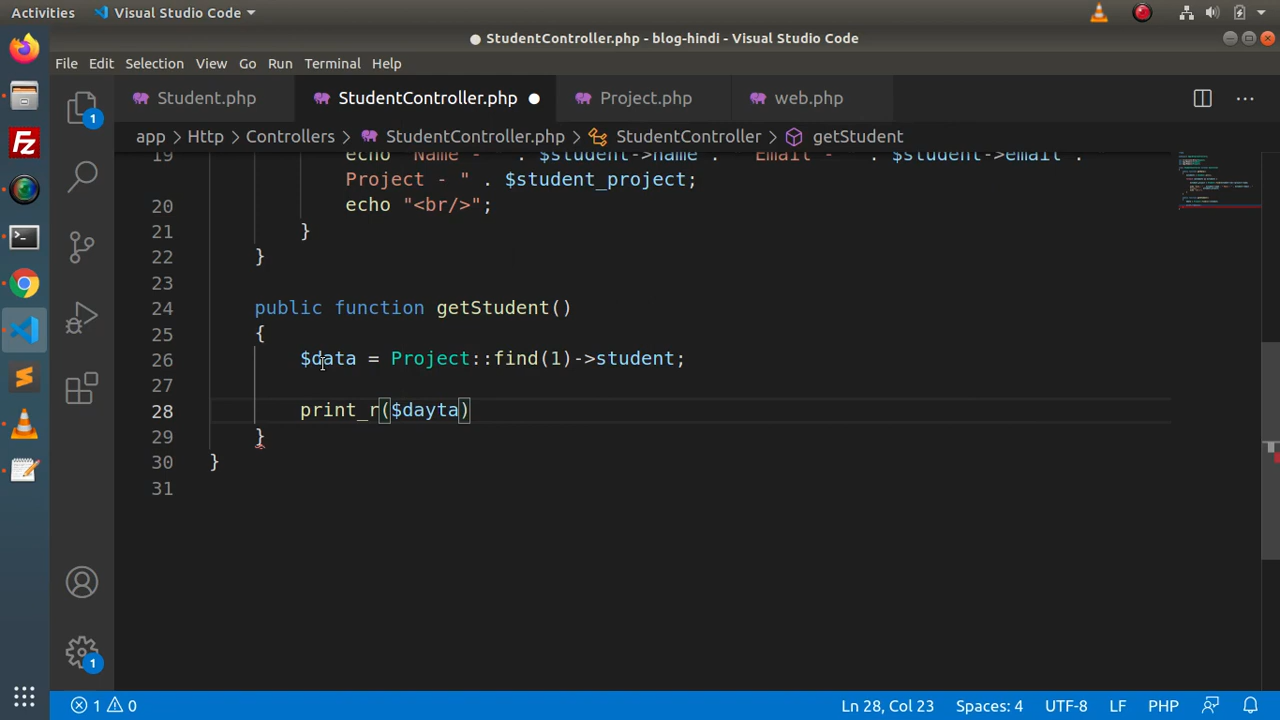 Activities Visual Studio Code
StudentController.php - blog-hindi - Visual Studio Code
File Edit Selection View Go Run Terminal Help
Student.php StudentController.php Project.php web.php
app > Http > Controllers > StudentController.php > StudentController > getStudent
19 echo "Name - " . $student->name . " Email - " . $student->email . "
Project - " . $student_project;
20 echo "<br/>";
21 }
22 }
23
24 public function getStudent()
25 {
26 $data = Project::find(1)->student;
27
28 print_r($dayta)
29 }
30 }
31
1
1
1 0 Ln 28, Col 23 Spaces: 4 UTF-8 LF PHP